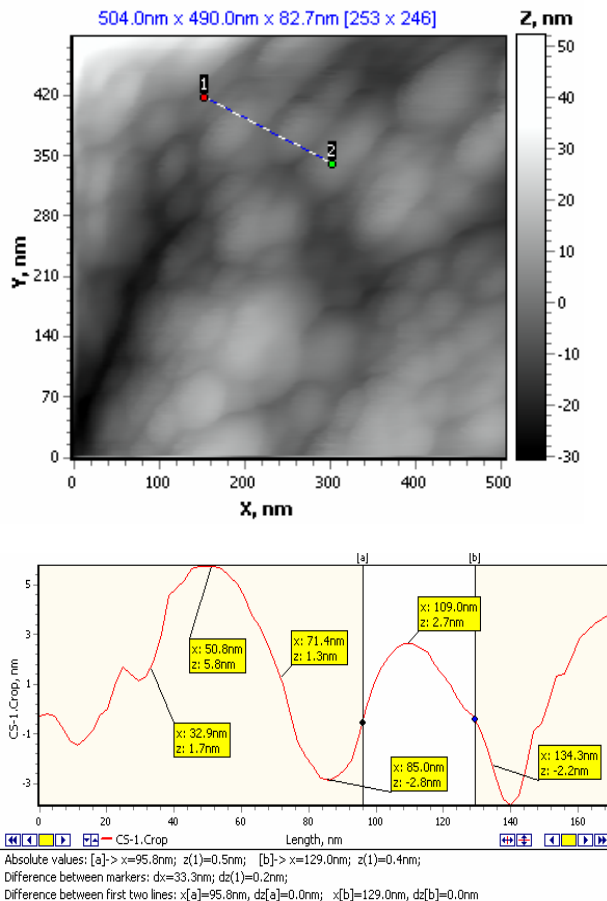 504.0nm x 490.0nm x 82.7nm [253 x 246]
Z, nm
1
2
50
40
30
20
10
0
-10
-20
-30
420
350
280
210
140
70
0
Y, nm
0 100 200 300 400 500
X, nm
[a] [b]
5
3
1
-1
-3
CS-1.Crop, nm
x: 50.8nm
z: 5.8nm
x: 71.4nm
z: 1.3nm
x: 109.0nm
z: 2.7nm
x: 32.9nm
z: 1.7nm
x: 85.0nm
z: -2.8nm
x: 134.3nm
z: -2.2nm
0 20 40 60 80 100 120 140 160
CS-1.Crop
Length, nm
Absolute values: [a]-> x=95.8nm; z(1)=0.5nm; [b]-> x=129.0nm; z(1)=0.4nm;
Difference between markers: dx=33.3nm; dz(1)=0.2nm;
Difference between first two lines: x[a]=95.8nm, dz[a]=0.0nm; x[b]=129.0nm, dz[b]=0.0nm